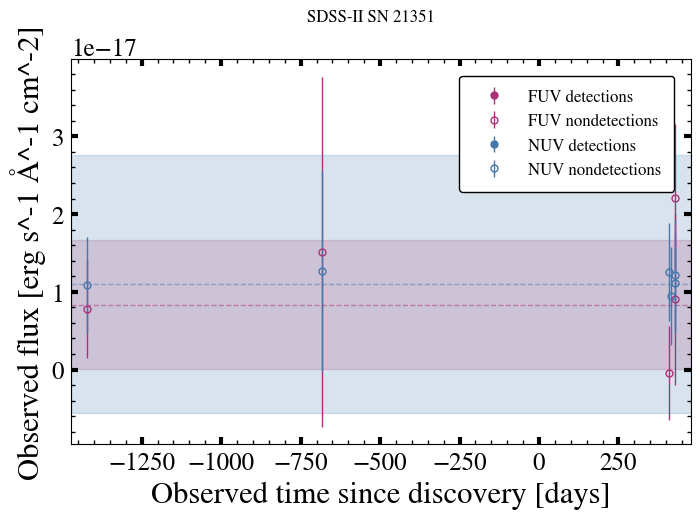 SDSS-II SN 21351
1e−17
Observed flux [erg s^-1 Å^-1 cm^-2]
3
2
1
0
FUV detections
FUV nondetections
NUV detections
NUV nondetections
−1250 −1000 −750 −500 −250 0 250
Observed time since discovery [days]